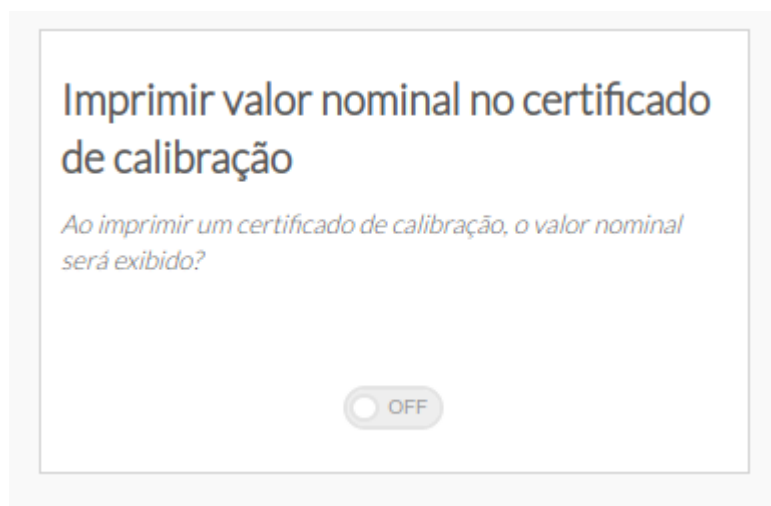 Imprimir valor nominal no certificado
de calibração
Ao imprimir um certificado de calibração, o valor nominal
será exibido?
OFF